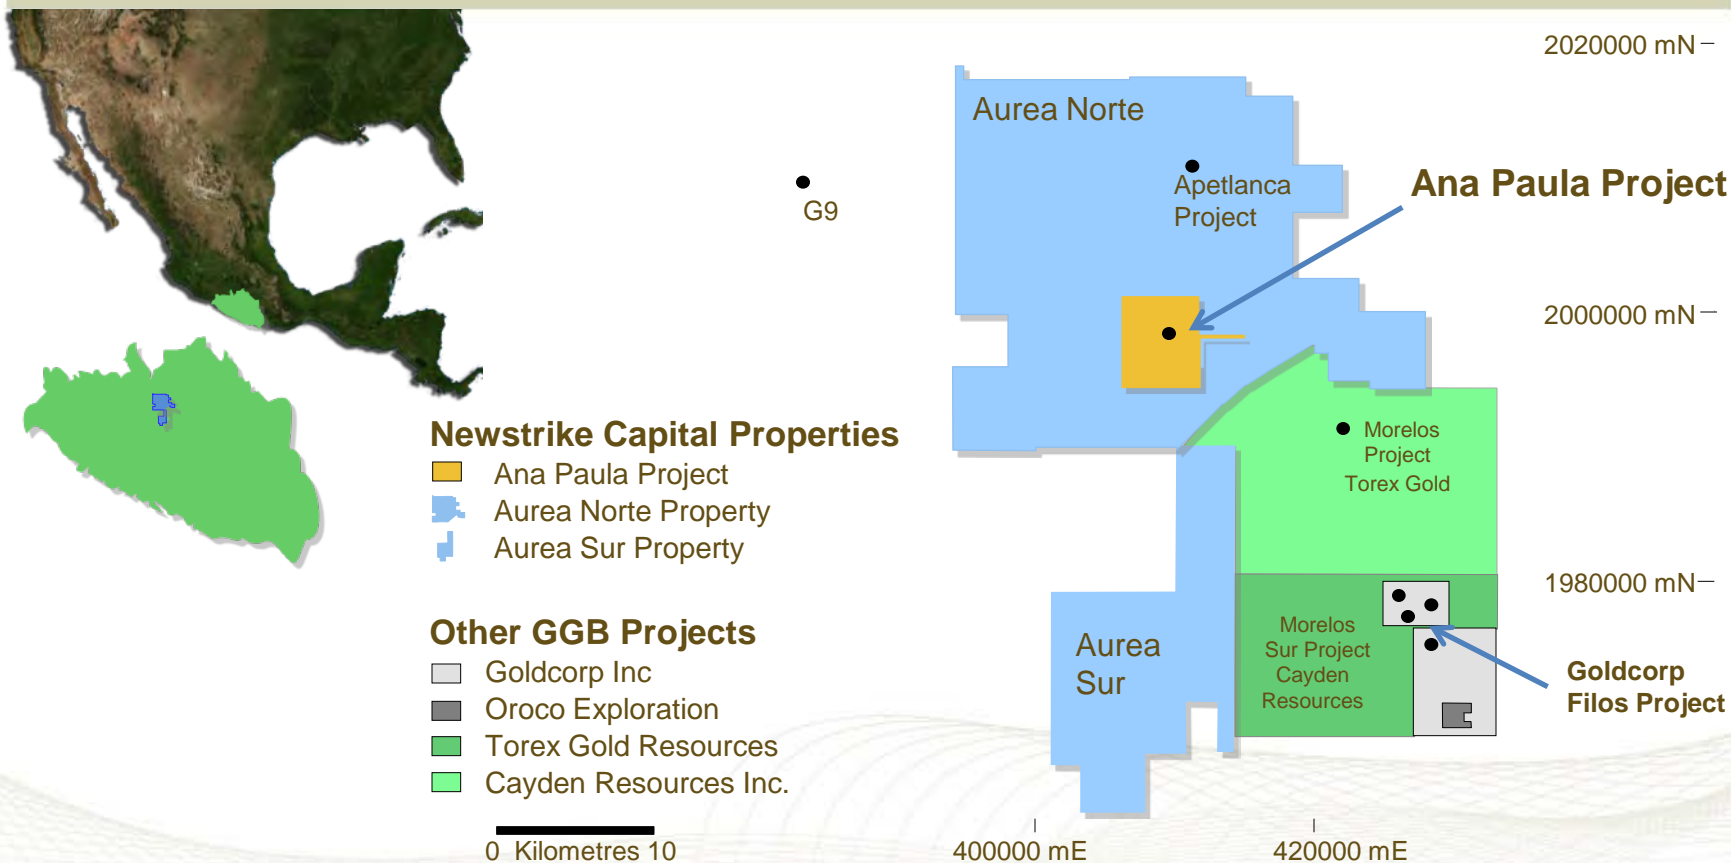 2020000 mN
Aurea Norte
Apetlanca
Project
Ana Paula Project
G9
2000000 mN
Newstrike Capital Properties
Ana Paula Project
Aurea Norte Property
Aurea Sur Property
Morelos
Project
Torex Gold
1980000 mN
Other GGB Projects
Goldcorp Inc
Oroco Exploration
Torex Gold Resources
Cayden Resources Inc.
Aurea
Sur
Morelos
Sur Project
Cayden
Resources
Goldcorp
Filos Project
0 Kilometres 10
400000 mE
420000 mE